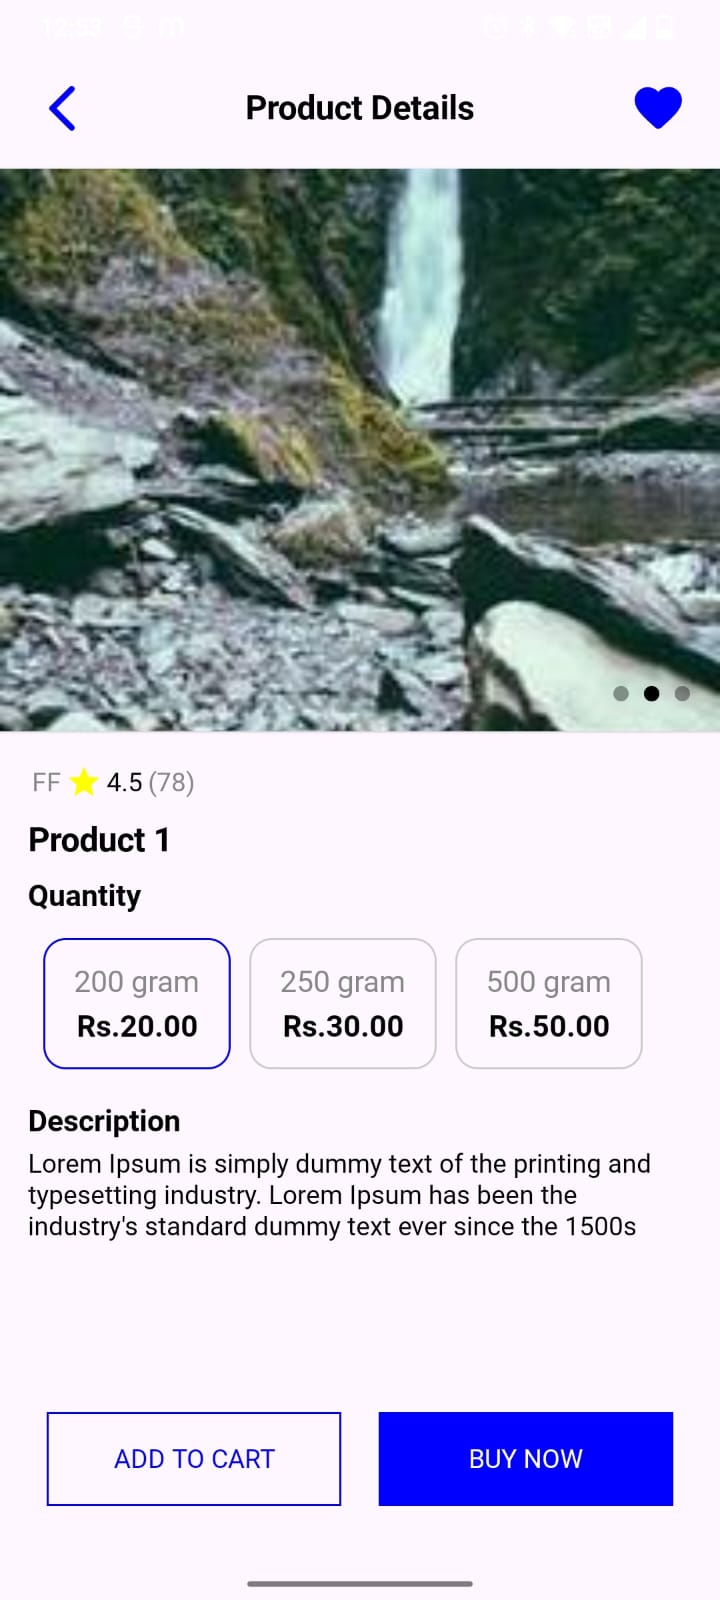 12:53
Product Details
FF 4.5 (78)
Product 1
Quantity
200 gram 250 gram 500 gram
Rs.20.00 Rs.30.00 Rs.50.00
Description
Lorem Ipsum is simply dummy text of the printing and
typesetting industry. Lorem Ipsum has been the
industry's standard dummy text ever since the 1500s
ADD TO CART BUY NOW